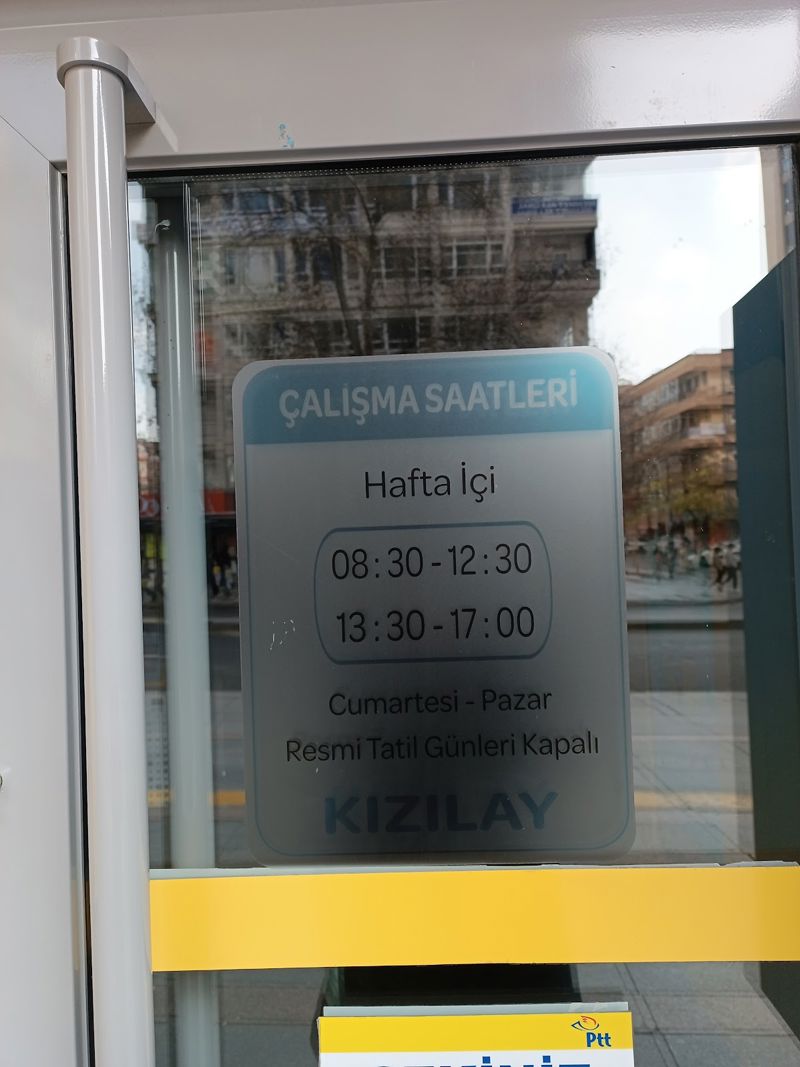 ÇALIŞMA SAATLERİ
Hafta İçi
08:30-12:30
13:30-17:00
Cumartesi - Pazar
Resmi Tatil Günleri Kapalı
KIZILAY
Ptt